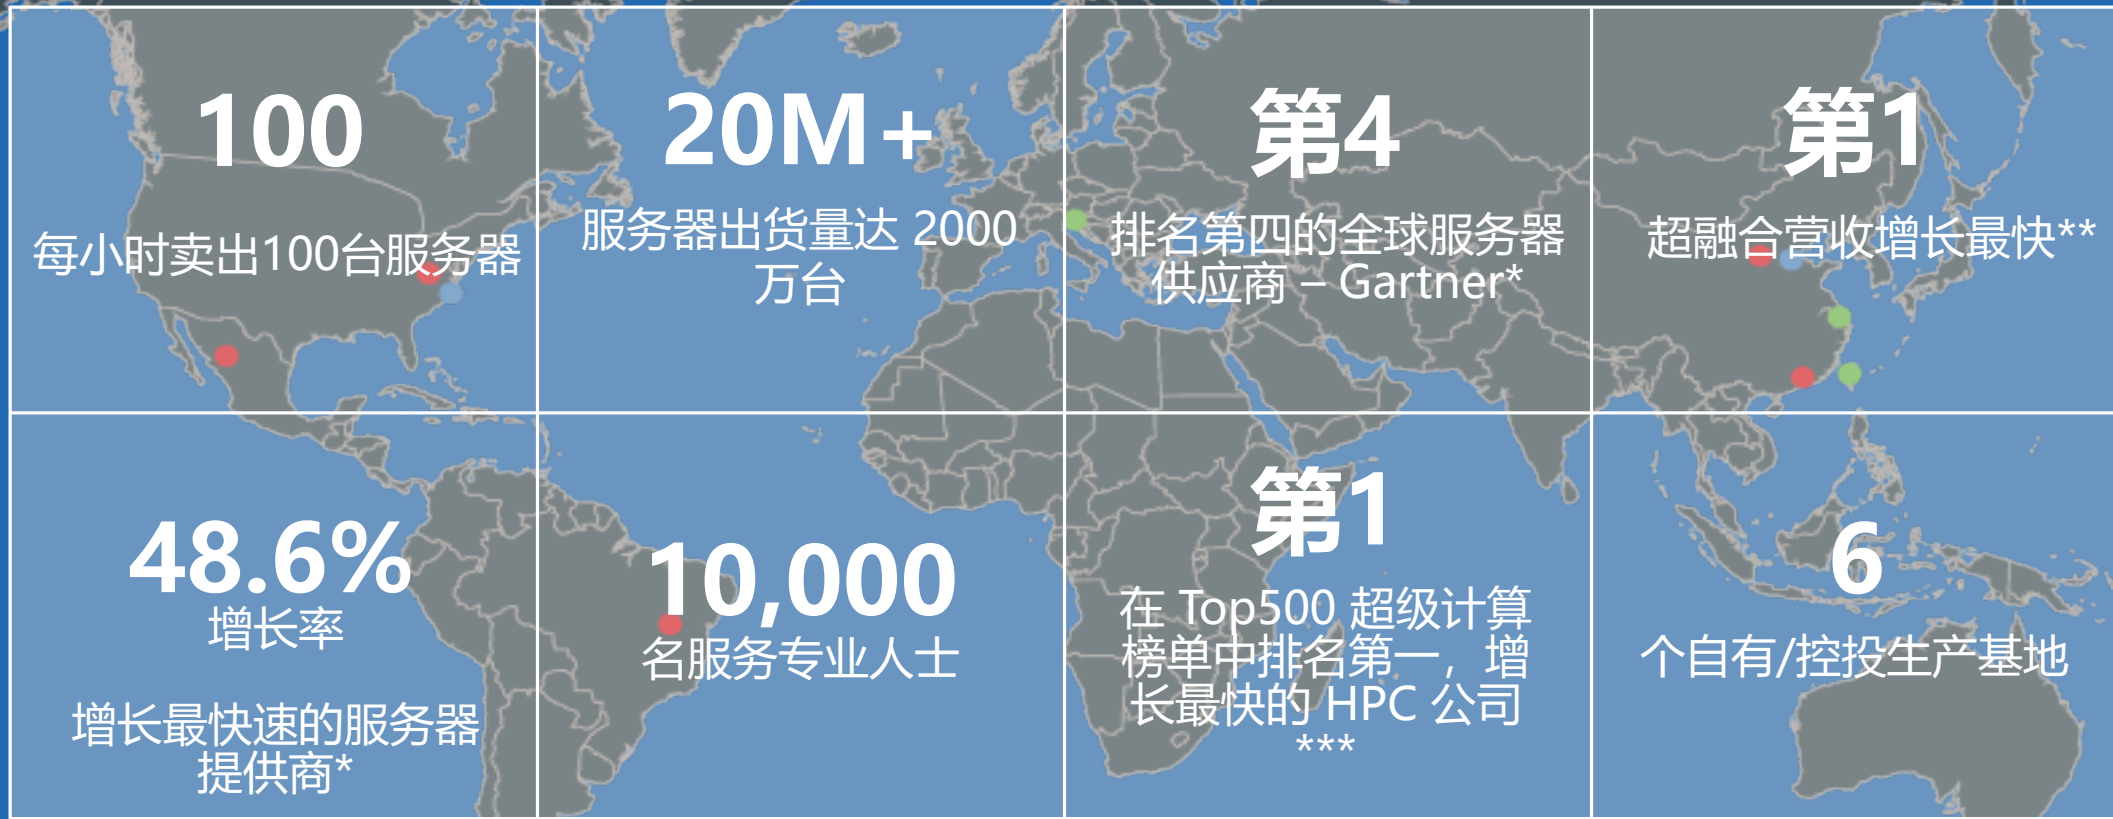 100
每小时卖出100台服务器
20M+
服务器出货量达 2000
万台
第4
排名第四的全球服务器
供应商 – Gartner*
第1
超融合营收增长最快**
48.6%
增长率
增长最快速的服务器
提供商*
10,000
名服务专业人士
第1
在 Top500 超级计算
榜单中排名第一，增
长最快的 HPC 公司
***
6
个自有/控投生产基地